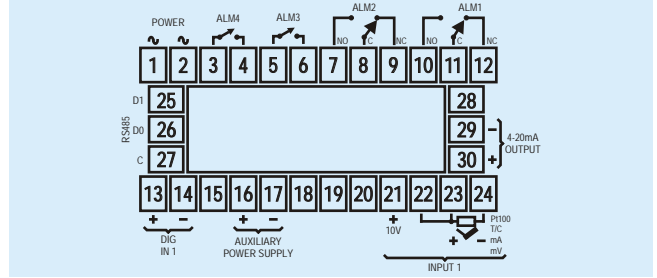 POWER ALM4 ALM3 ALM2 ALM1
NO C NC NO C NC
1 2 3 4 5 6 7 8 9 10 11 12
D1 25 28
RS485
D0 26 29 −
4-20mA
OUTPUT
C 27 30 +
13 14 15 16 17 18 19 20 21 22 23 24
+ − + − +
10V
Pt100
T/C
+ − mA
mV
DIG
IN 1
AUXILIARY
POWER SUPPLY
INPUT 1